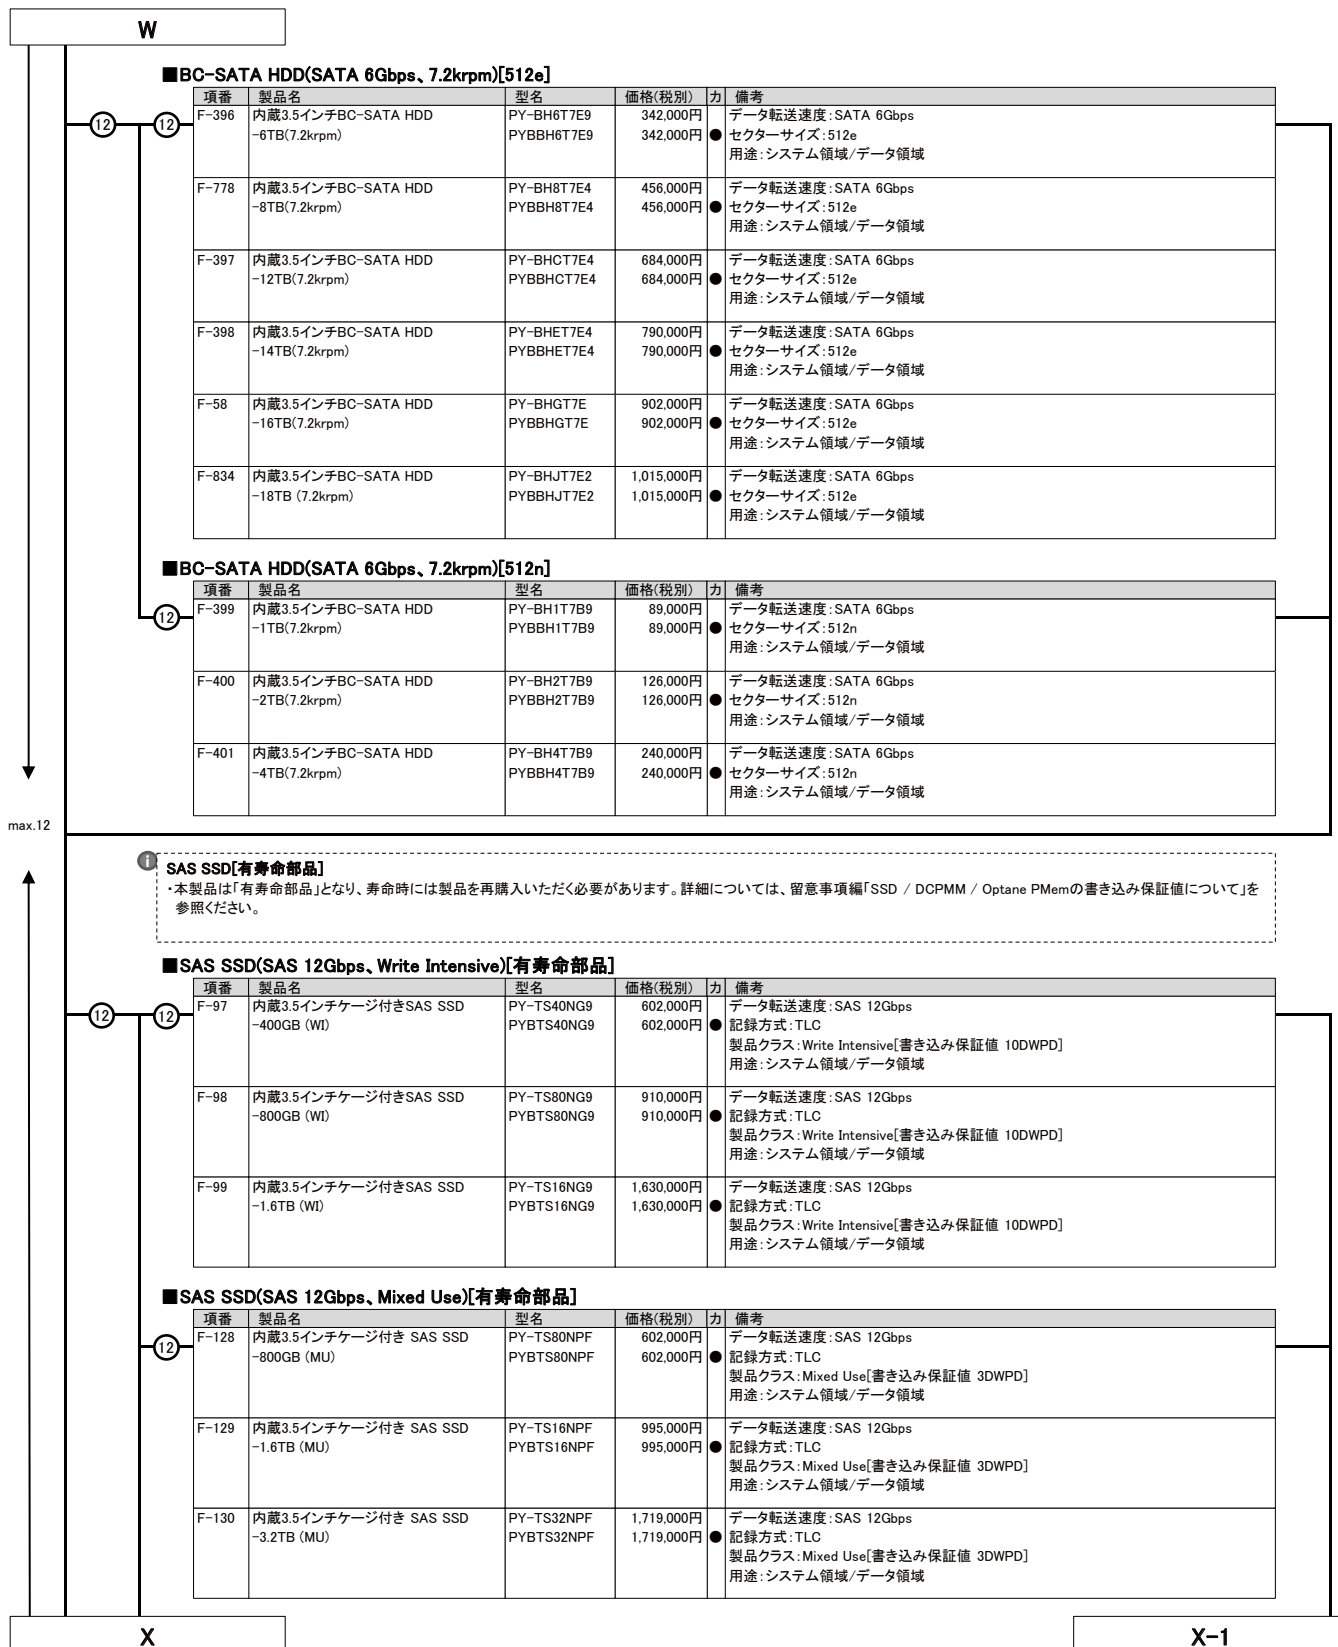 W
■BC-SATA HDD(SATA 6Gbps、7.2krpm)[512e]
項番 製品名 型名 価格(税別) カ 備考
12 12 F-396 内蔵3.5インチBC-SATA HDD PY-BH6T7E9 342,000円 データ転送速度:SATA 6Gbps
-6TB(7.2krpm) PYBBH6T7E9 342,000円 ● セクターサイズ:512e
用途:システム領域/データ領域
F-778 内蔵3.5インチBC-SATA HDD PY-BH8T7E4 456,000円 データ転送速度:SATA 6Gbps
-8TB(7.2krpm) PYBBH8T7E4 456,000円 ● セクターサイズ:512e
用途:システム領域/データ領域
F-397 内蔵3.5インチBC-SATA HDD PY-BHCT7E4 684,000円 データ転送速度:SATA 6Gbps
-12TB(7.2krpm) PYBBHCT7E4 684,000円 ● セクターサイズ:512e
用途:システム領域/データ領域
F-398 内蔵3.5インチBC-SATA HDD PY-BHET7E4 790,000円 データ転送速度:SATA 6Gbps
-14TB(7.2krpm) PYBBHET7E4 790,000円 ● セクターサイズ:512e
用途:システム領域/データ領域
F-58 内蔵3.5インチBC-SATA HDD PY-BHGT7E 902,000円 データ転送速度:SATA 6Gbps
-16TB(7.2krpm) PYBBHGT7E 902,000円 ● セクターサイズ:512e
用途:システム領域/データ領域
F-834 内蔵3.5インチBC-SATA HDD PY-BHJT7E2 1,015,000円 データ転送速度:SATA 6Gbps
-18TB (7.2krpm) PYBBHJT7E2 1,015,000円 ● セクターサイズ:512e
用途:システム領域/データ領域
■BC-SATA HDD(SATA 6Gbps、7.2krpm)[512n]
項番 製品名 型名 価格(税別) カ 備考
12 F-399 内蔵3.5インチBC-SATA HDD PY-BH1T7B9 89,000円 データ転送速度:SATA 6Gbps
-1TB(7.2krpm) PYBBH1T7B9 89,000円 ● セクターサイズ:512n
用途:システム領域/データ領域
F-400 内蔵3.5インチBC-SATA HDD PY-BH2T7B9 126,000円 データ転送速度:SATA 6Gbps
-2TB(7.2krpm) PYBBH2T7B9 126,000円 ● セクターサイズ:512n
用途:システム領域/データ領域
F-401 内蔵3.5インチBC-SATA HDD PY-BH4T7B9 240,000円 データ転送速度:SATA 6Gbps
-4TB(7.2krpm) PYBBH4T7B9 240,000円 ● セクターサイズ:512n
用途:システム領域/データ領域
max.12
i SAS SSD[有寿命部品]
・本製品は「有寿命部品」となり、寿命時には製品を再購入いただく必要があります。詳細については、留意事項編「SSD / DCPMM / Optane PMemの書き込み保証値について」を
参照ください。
■SAS SSD(SAS 12Gbps、Write Intensive)[有寿命部品]
項番 製品名 型名 価格(税別) カ 備考
12 12 F-97 内蔵3.5インチケージ付きSAS SSD PY-TS40NG9 602,000円 データ転送速度:SAS 12Gbps
-400GB (WI) PYBTS40NG9 602,000円 ● 記録方式:TLC
製品クラス:Write Intensive[書き込み保証値 10DWPD]
用途:システム領域/データ領域
F-98 内蔵3.5インチケージ付きSAS SSD PY-TS80NG9 910,000円 データ転送速度:SAS 12Gbps
-800GB (WI) PYBTS80NG9 910,000円 ● 記録方式:TLC
製品クラス:Write Intensive[書き込み保証値 10DWPD]
用途:システム領域/データ領域
F-99 内蔵3.5インチケージ付きSAS SSD PY-TS16NG9 1,630,000円 データ転送速度:SAS 12Gbps
-1.6TB (WI) PYBTS16NG9 1,630,000円 ● 記録方式:TLC
製品クラス:Write Intensive[書き込み保証値 10DWPD]
用途:システム領域/データ領域
■SAS SSD(SAS 12Gbps、Mixed Use)[有寿命部品]
項番 製品名 型名 価格(税別) カ 備考
12 F-128 内蔵3.5インチケージ付き SAS SSD PY-TS80NPF 602,000円 データ転送速度:SAS 12Gbps
-800GB (MU) PYBTS80NPF 602,000円 ● 記録方式:TLC
製品クラス:Mixed Use[書き込み保証値 3DWPD]
用途:システム領域/データ領域
F-129 内蔵3.5インチケージ付き SAS SSD PY-TS16NPF 995,000円 データ転送速度:SAS 12Gbps
-1.6TB (MU) PYBTS16NPF 995,000円 ● 記録方式:TLC
製品クラス:Mixed Use[書き込み保証値 3DWPD]
用途:システム領域/データ領域
F-130 内蔵3.5インチケージ付き SAS SSD PY-TS32NPF 1,719,000円 データ転送速度:SAS 12Gbps
-3.2TB (MU) PYBTS32NPF 1,719,000円 ● 記録方式:TLC
製品クラス:Mixed Use[書き込み保証値 3DWPD]
用途:システム領域/データ領域
X X-1